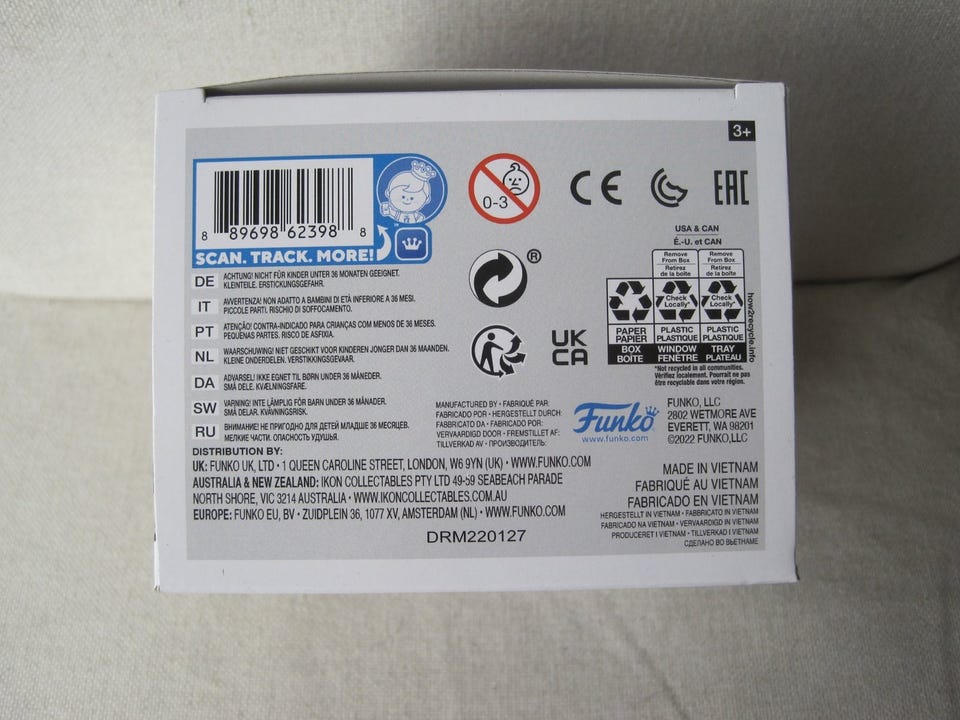 3+
8 89698 62398 8
SCAN. TRACK. MORE!
™
0-3
CE
EAC
®
UK
CA
USA & CAN
É.-U. et CAN
Remove From Box
Retirez de la boîte
Remove From Box
Retirez de la boîte
Check Locally*
Check Locally*
PAPER
PAPIER
PLASTIC
PLASTIQUE
PLASTIC
PLASTIQUE
BOX
BOÎTE
WINDOW
FENÊTRE
TRAY
PLATEAU
how2recycle.info
*Not recycled in all communities.
Vérifiez localement. Pourrait ne pas
être recyclable dans votre région.
DE ACHTUNG! NICHT FÜR KINDER UNTER 36 MONATEN GEEIGNET.
KLEINTEILE. ERSTICKUNGSGEFAHR.
IT AVVERTENZA! NON ADATTO A BAMBINI DI ETÀ INFERIORE A 36 MESI.
PICCOLE PARTI. RISCHIO DI SOFFOCAMENTO.
PT ATENÇÃO! CONTRA-INDICADO PARA CRIANÇAS COM MENOS DE 36 MESES.
PEQUENAS PARTES. RISCO DE ASFIXIA.
NL WAARSCHUWING! NIET GESCHIKT VOOR KINDEREN JONGER DAN 36 MAANDEN.
KLEINE ONDERDELEN. VERSTIKKINGSGEVAAR.
DA ADVARSEL! IKKE EGNET TIL BØRN UNDER 36 MÅNEDER.
SMÅ DELE. KVÆLNINGSFARE.
SW VARNING! INTE LÄMPLIG FÖR BARN UNDER 36 MÅNADER.
SMÅ DELAR. KVÄVNINGSRISK.
RU ВНИМАНИЕ! НЕ ПРИГОДНО ДЛЯ ДЕТЕЙ МЛАДШЕ 36 МЕСЯЦЕВ.
МЕЛКИЕ ЧАСТИ. ОПАСНОСТЬ УДУШЬЯ.
MANUFACTURED BY • FABRIQUÉ PAR:
FABRICADO POR • HERGESTELLT DURCH:
FABBRICATO DA • FABRICADO POR:
VERVAARDIGD DOOR • FREMSTILLET AF:
TILLVERKAD AV • ПРОИЗВОДИТЕЛЬ:
Funko
www.funko.com
FUNKO, LLC
2802 WETMORE AVE
EVERETT, WA 98201
©2022 FUNKO,LLC
DISTRIBUTION BY:
UK: FUNKO UK, LTD • 1 QUEEN CAROLINE STREET, LONDON, W6 9YN (UK) • WWW.FUNKO.COM
AUSTRALIA & NEW ZEALAND: IKON COLLECTABLES PTY LTD 49-59 SEABEACH PARADE
NORTH SHORE, VIC 3214 AUSTRALIA • WWW.IKONCOLLECTABLES.COM.AU
EUROPE: FUNKO EU, BV • ZUIDPLEIN 36, 1077 XV, AMSTERDAM (NL) • WWW.FUNKO.COM
DRM220127
MADE IN VIETNAM
FABRIQUÉ AU VIETNAM
FABRICADO EN VIETNAM
HERGESTELLT IN VIETNAM • FABBRICATO IN VIETNAM
FABRICADO NA VIETNAM • VERVAARDIGD IN VIETNAM
PRODUCERET I VIETNAM • TILLVERKAD I VIETNAM
СДЕЛАНО ВО ВЬЕТНАМЕ